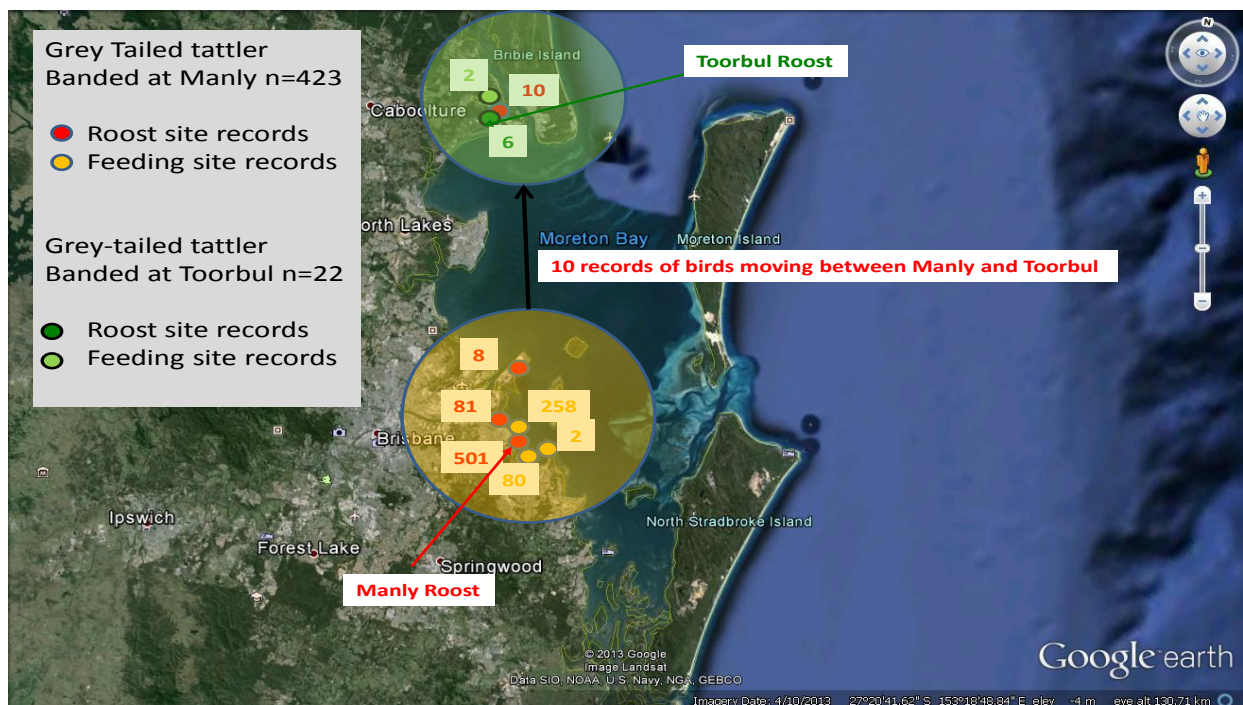 Grey Tailed tattler
Banded at Manly n=423
Roost site records
Feeding site records
Grey-tailed tattler
Banded at Toorbul n=22
Roost site records
Feeding site records
N
Bribie Island
Toorbul Roost
2
10
Caboolture
6
orth Lakes
Moreton Bay
Moreton Island
10 records of birds moving between Manly and Toorbul
8
81
258
Brisbane
2
501
80
Ipswich
North Stradbroke Island
Forest Lake
Springwood
Manly Roost
© 2013 Google
Image Landsat
Data SIO, NOAA, U.S. Navy, NGA, GEBCO
Google earth
Imagery Date: 4/10/2013 27°20'41.62" S 153°18'48.84" E elev -4 m eye alt 130.71 km